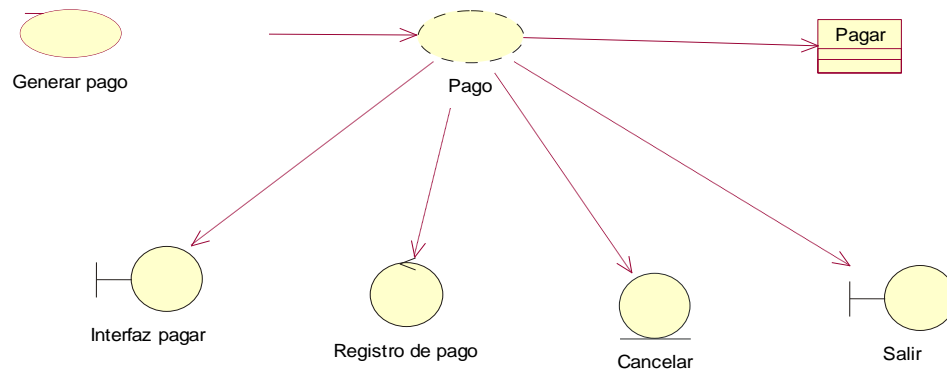 Pagar
Generar pago
Pago
Interfaz pagar
Registro de pago
Cancelar
Salir